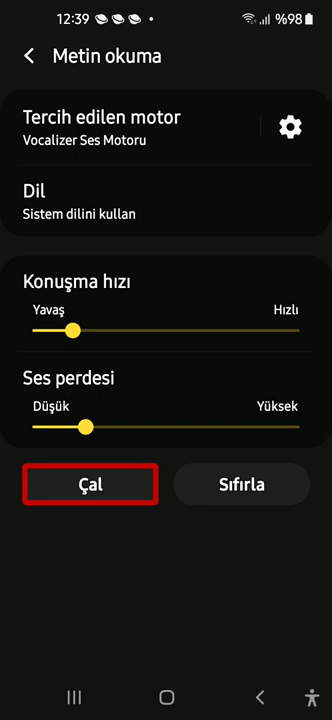 12:39
%98
Metin okuma
Tercih edilen motor
Vocalizer Ses Motoru
Dil
Sistem dilini kullan
Konuşma hızı
Yavaş Hızlı
Ses perdesi
Düşük Yüksek
Çal Sıfırla